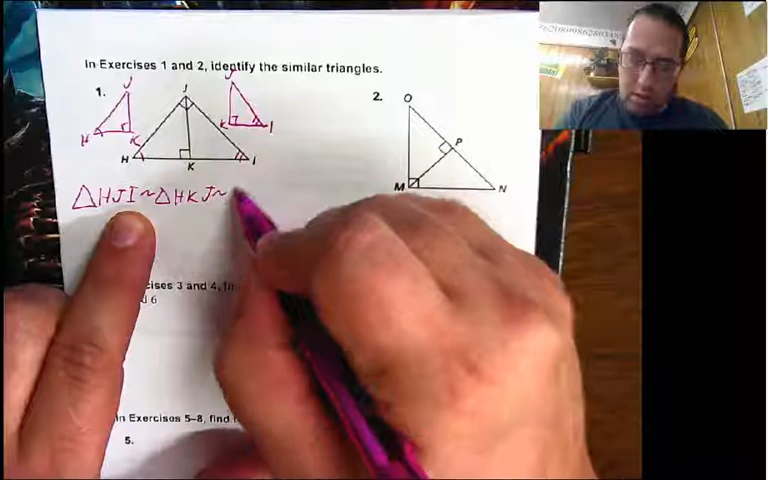 In Exercises 1 and 2, identify the similar triangles.
1.
J
J
J
H
K
H
K
I
K
I
2.
O
P
M
N
△HJI~△HKJ~
cises 3 and 4, fin
d 6
In Exercises 5–8, find
5.